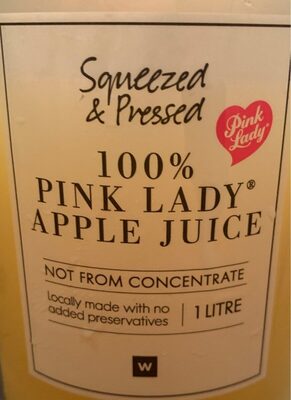 Squeezed
& Pressed
Pink
Lady®
100%
PINK LADY®
APPLE JUICE
NOT FROM CONCENTRATE
Locally made with no
added preservatives
1 LITRE
W